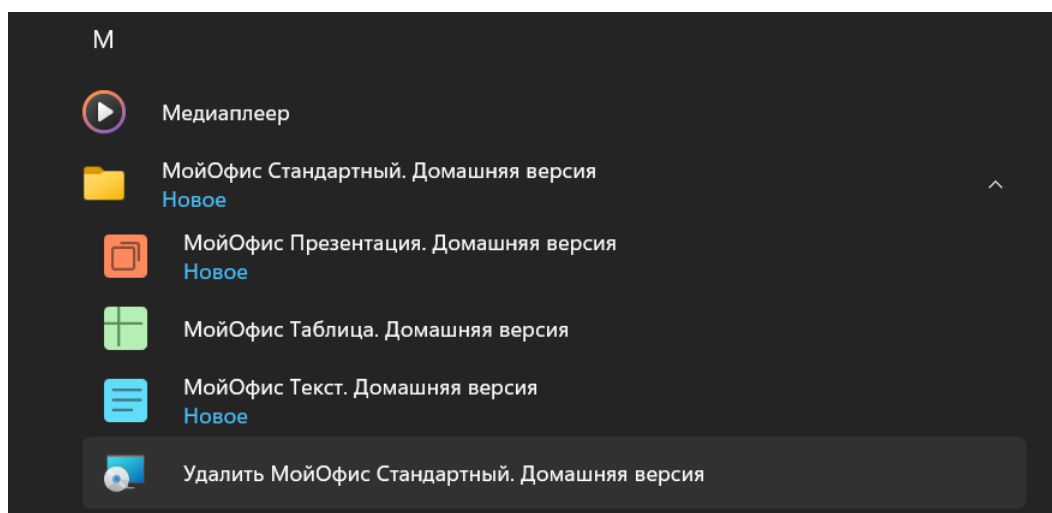 М
Медиаплеер
МойОфис Стандартный. Домашняя версия
Новое
МойОфис Презентация. Домашняя версия
Новое
МойОфис Таблица. Домашняя версия
МойОфис Текст. Домашняя версия
Новое
Удалить МойОфис Стандартный. Домашняя версия